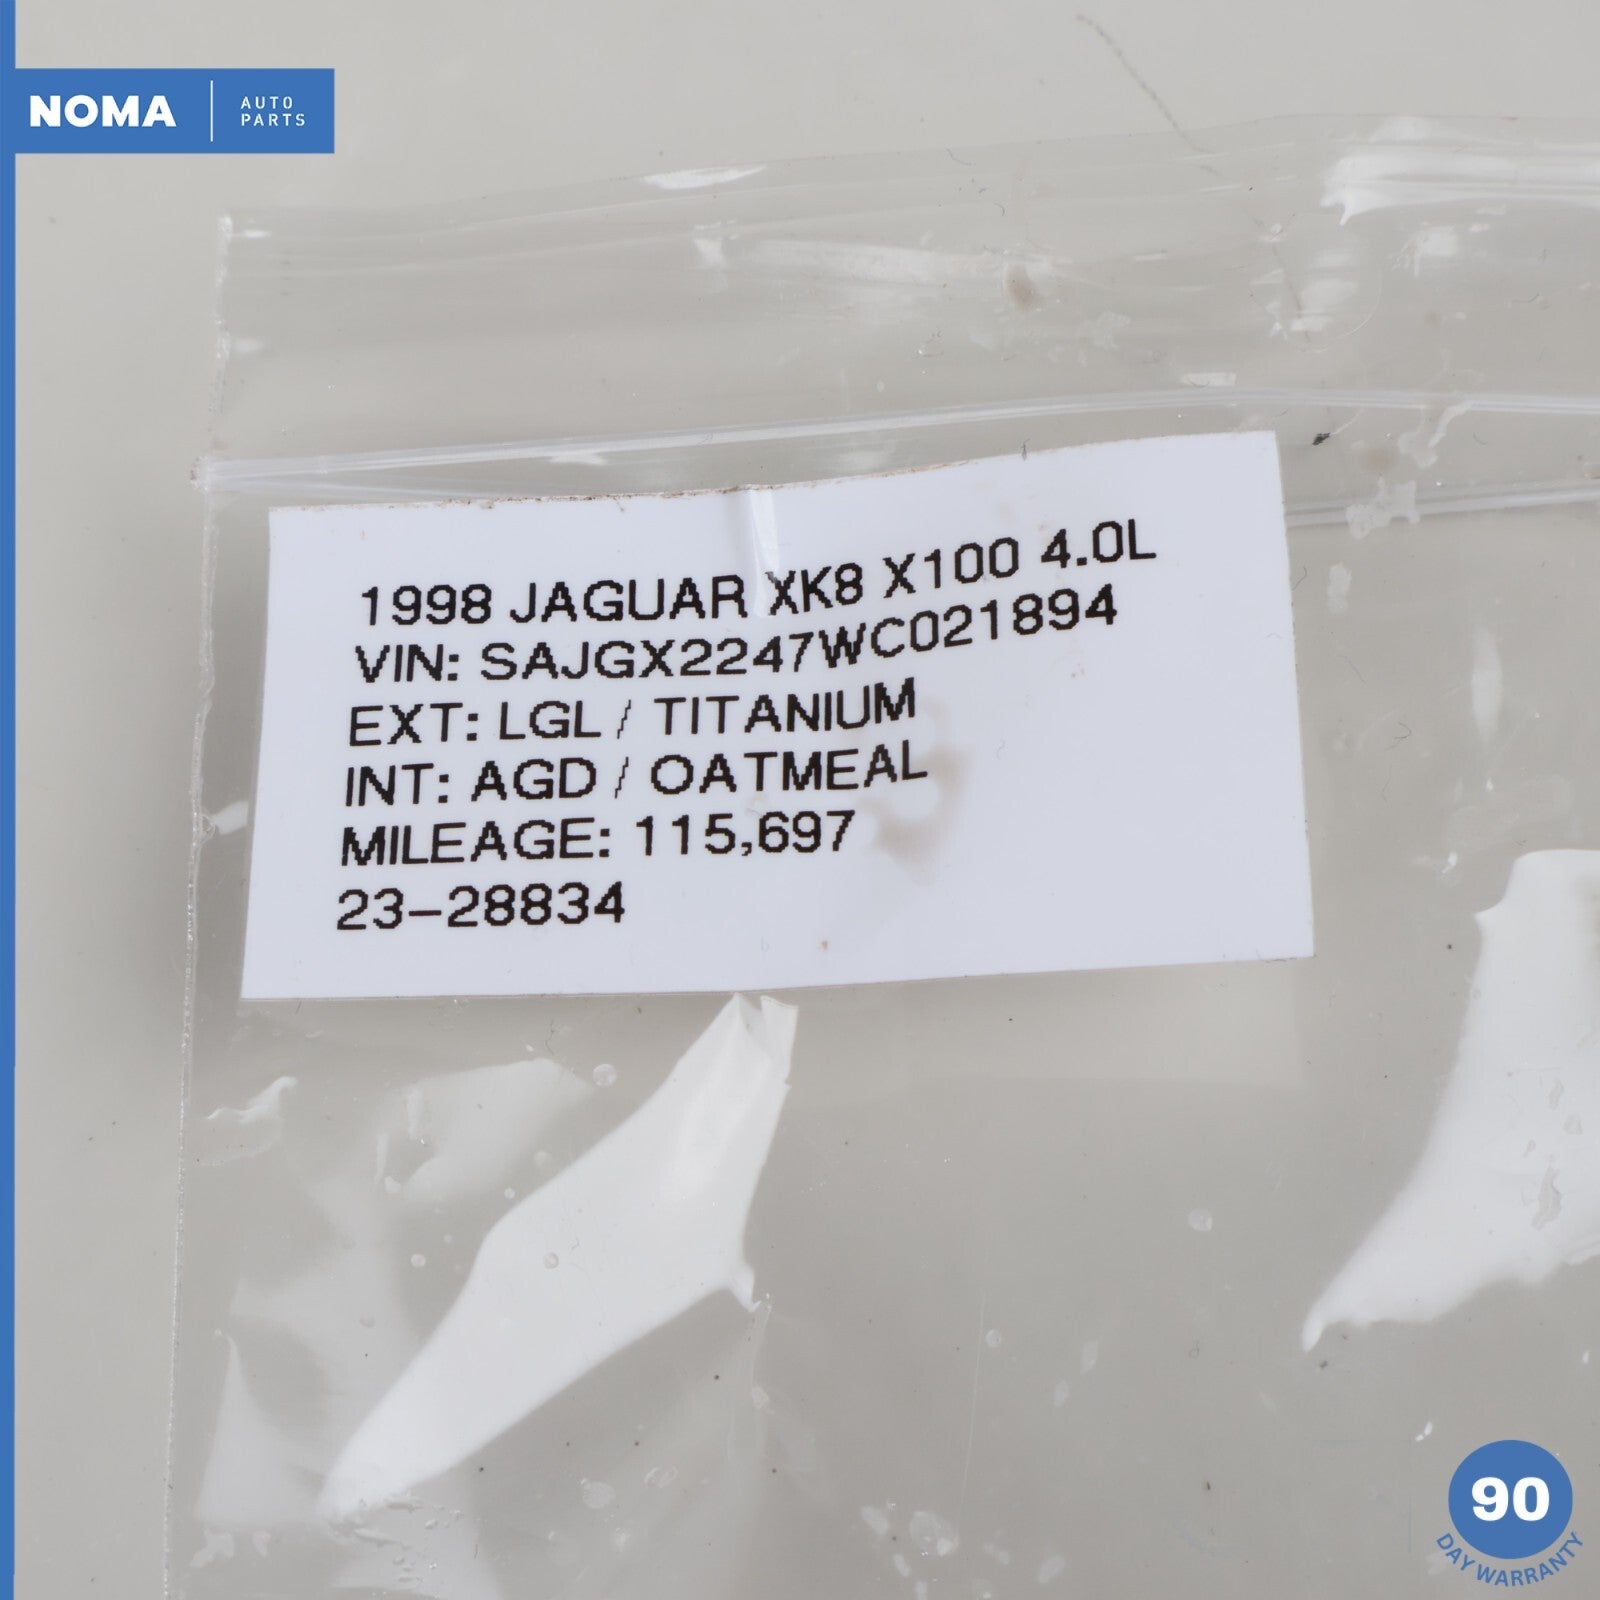 NOMA
AUTO
PARTS
1998 JAGUAR XK8 X100 4.0L
VIN: SAJGX2247WC021894
EXT: LGL / TITANIUM
INT: AGD / OATMEAL
MILEAGE: 115,697
23-28834
90
DAY WARRANTY